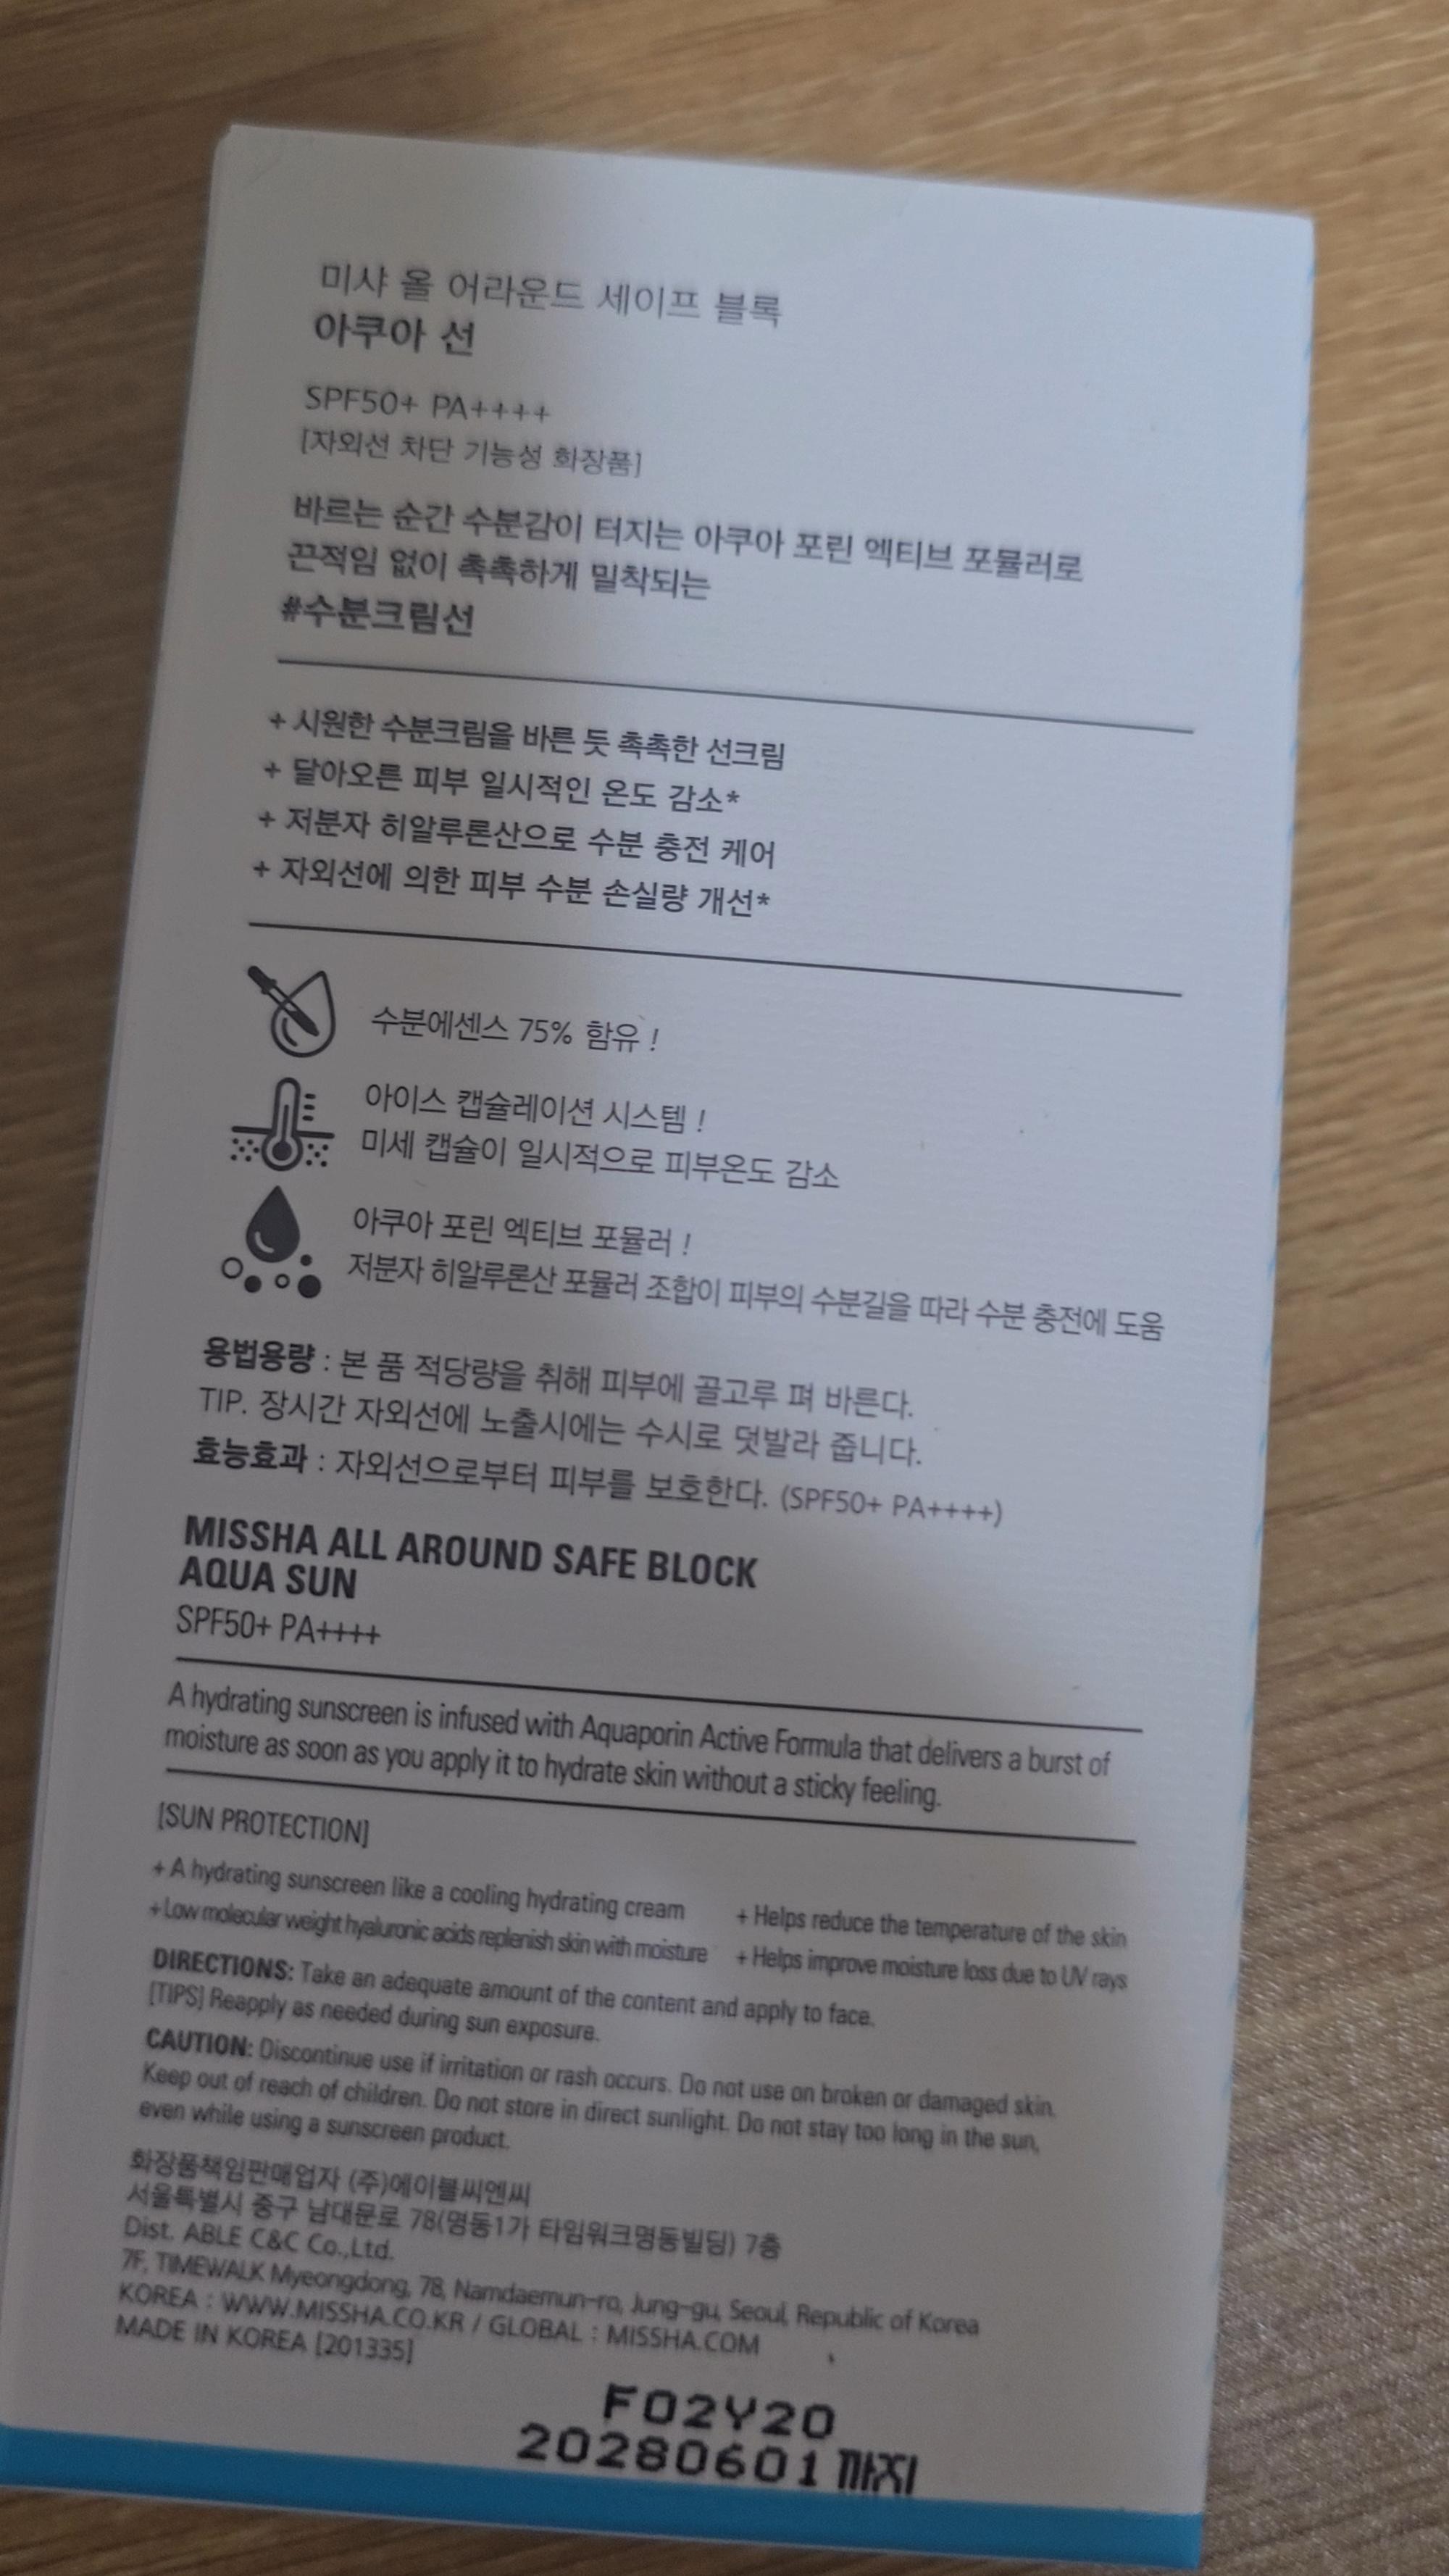 미샤 올 어라운드 세이프 블록
아쿠아 선
SPF50+ PA++++
[자외선 차단 기능성 화장품]
바르는 순간 수분감이 터지는 아쿠아 포린 엑티브 포뮬러로
끈적임 없이 촉촉하게 밀착되는
#수분크림선
+ 시원한 수분크림을 바른 듯 촉촉한 선크림
+ 달아오른 피부 일시적인 온도 감소*
+ 저분자 히알루론산으로 수분 충전 케어
+ 자외선에 의한 피부 수분 손실량 개선*
수분에센스 75% 함유 !
아이스 캡슐레이션 시스템 !
미세 캡슐이 일시적으로 피부온도 감소
아쿠아 포린 엑티브 포뮬러 !
저분자 히알루론산 포뮬러 조합이 피부의 수분길을 따라 수분 충전에 도움
용법용량 : 본 품 적당량을 취해 피부에 골고루 펴 바른다.
TIP. 장시간 자외선에 노출시에는 수시로 덧발라 줍니다.
효능효과 : 자외선으로부터 피부를 보호한다. (SPF50+ PA++++)
MISSHA ALL AROUND SAFE BLOCK
AQUA SUN
SPF50+ PA++++
A hydrating sunscreen is infused with Aquaporin Active Formula that delivers a burst of
moisture as soon as you apply it to hydrate skin without a sticky feeling.
[SUN PROTECTION]
+ A hydrating sunscreen like a cooling hydrating cream + Helps reduce the temperature of the skin
+ Low molecular weight hyaluronic acids replenish skin with moisture + Helps improve moisture loss due to UV rays
DIRECTIONS: Take an adequate amount of the content and apply to face.
[TIPS] Reapply as needed during sun exposure.
CAUTION: Discontinue use if irritation or rash occurs. Do not use on broken or damaged skin.
Keep out of reach of children. Do not store in direct sunlight. Do not stay too long in the sun,
even while using a sunscreen product.
화장품책임판매업자 (주)에이블씨엔씨
서울특별시 중구 남대문로 78(명동1가 타임워크명동빌딩) 7층
Dist. ABLE C&C Co.,Ltd.
7F, TIMEWALK Myeongdong, 78, Namdaemun-ro, Jung-gu, Seoul, Republic of Korea
KOREA : WWW.MISSHA.CO.KR / GLOBAL : MISSHA.COM
MADE IN KOREA [201335]
F02Y20
20280601까지